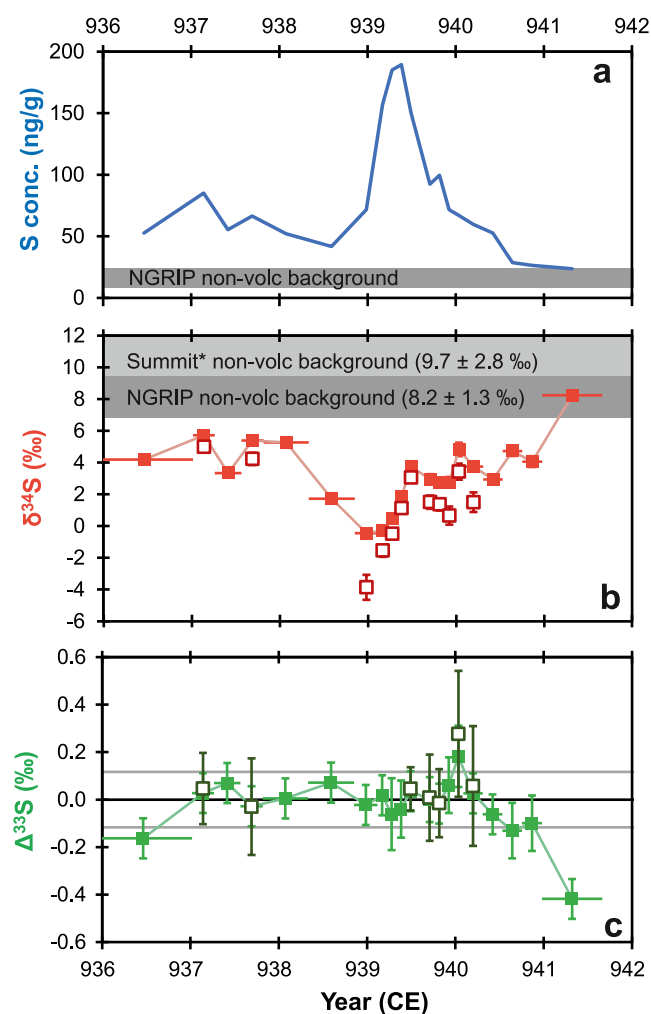 936 937 938 939 940 941 942
200
150
100
50
0
S conc. (ng/g)
a
NGRIP non-volc background
12
10
8
6
4
2
0
-2
-4
-6
δ³⁴S (‰)
Summit* non-volc background (9.7 ± 2.8 ‰)
NGRIP non-volc background (8.2 ± 1.3 ‰)
b
0.6
0.4
0.2
0.0
-0.2
-0.4
-0.6
Δ³³S (‰)
c
936 937 938 939 940 941 942
Year (CE)